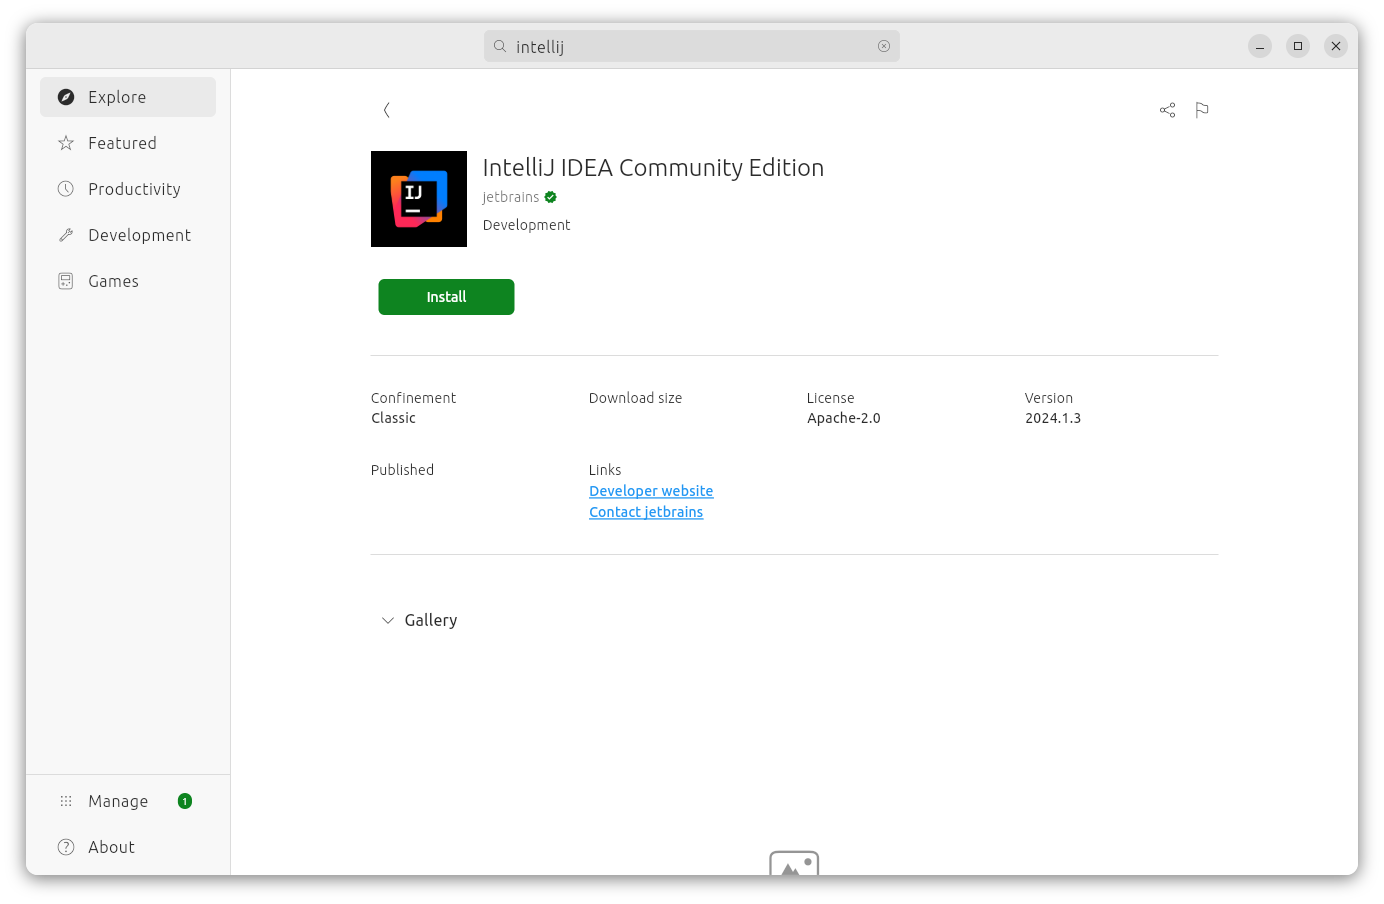 intellij
Explore
Featured
Productivity
Development
Games
Manage 1
About
IJ
IntelliJ IDEA Community Edition
jetbrains
Development
Install
Confinement
Classic
Download size
License
Apache-2.0
Version
2024.1.3
Published
Links
Developer website
Contact jetbrains
Gallery